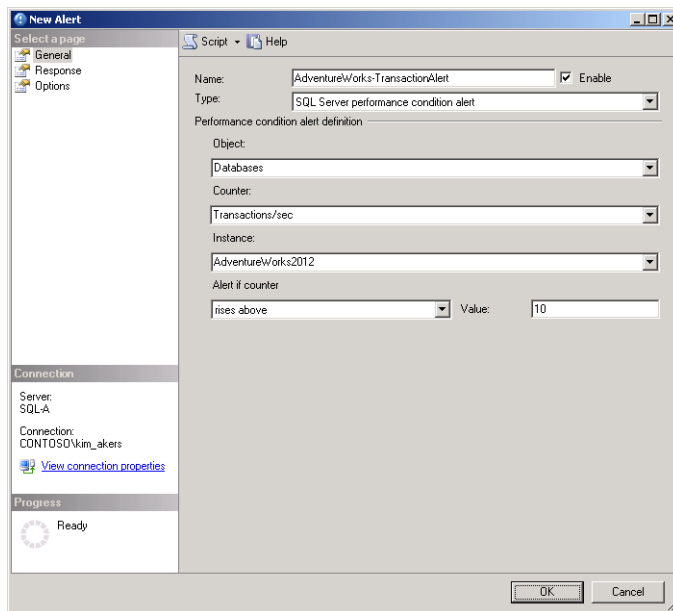 New Alert
Select a page
General
Response
Options
Script
Help
Name:
AdventureWorks-TransactionAlert
Enable
Type:
SQL Server performance condition alert
Performance condition alert definition
Object:
Databases
Counter:
Transactions/sec
Instance:
AdventureWorks2012
Alert if counter
rises above
Value:
10
Connection
Server:
SQL-A
Connection:
CONTOSO\kim_akers
View connection properties
Progress
Ready
OK
Cancel